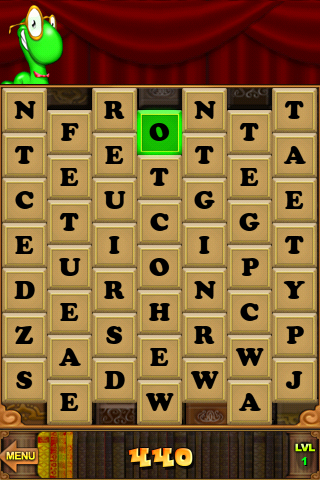 N R N T
F O T
T E T A
E T E
C U G E
T C G
E I I T
U O P
D R N Y
E H C
Z S R P
A E W
S D W J
E W A
MENU 440 LVL
1